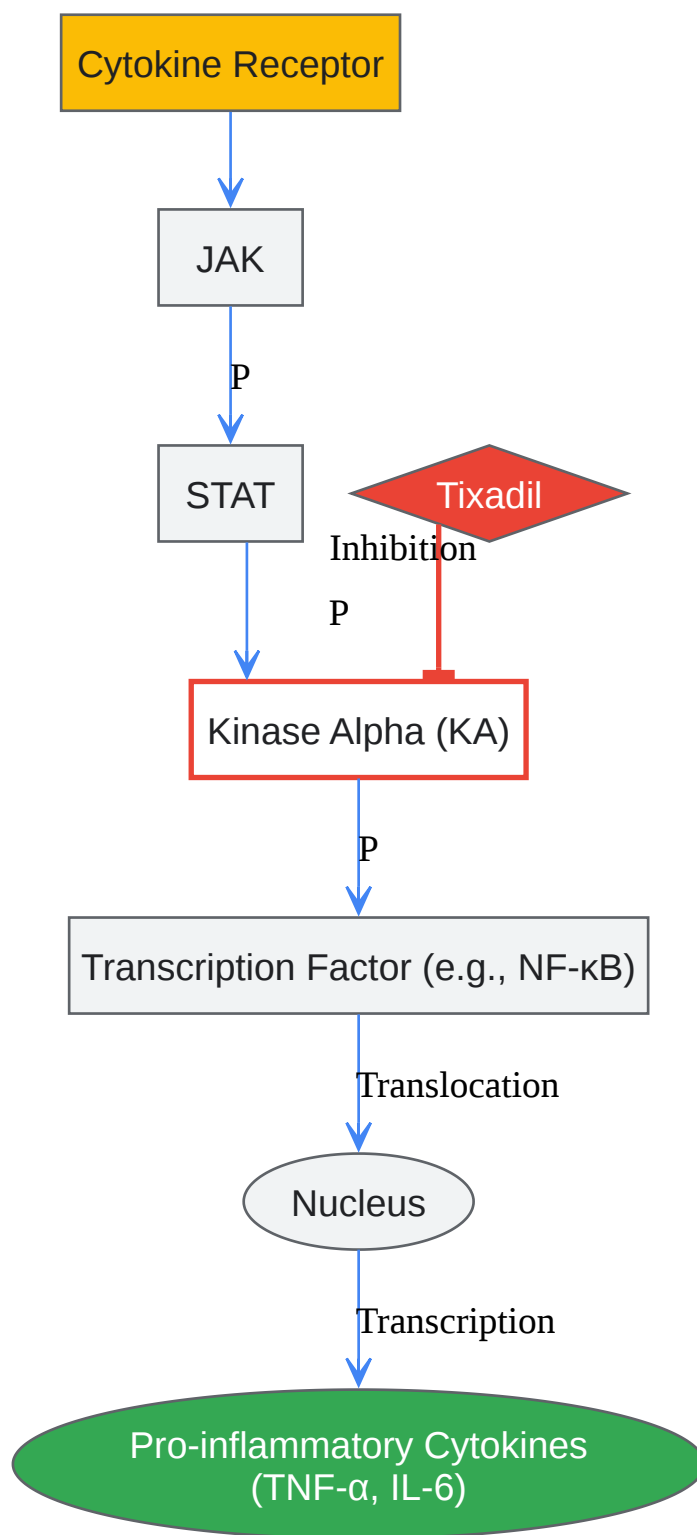 Cytokine Receptor
JAK
P
STAT
Tixadil
Inhibition
P
Kinase Alpha (KA)
P
Transcription Factor (e.g., NF-κB)
Translocation
Nucleus
Transcription
Pro-inflammatory Cytokines
(TNF-α, IL-6)